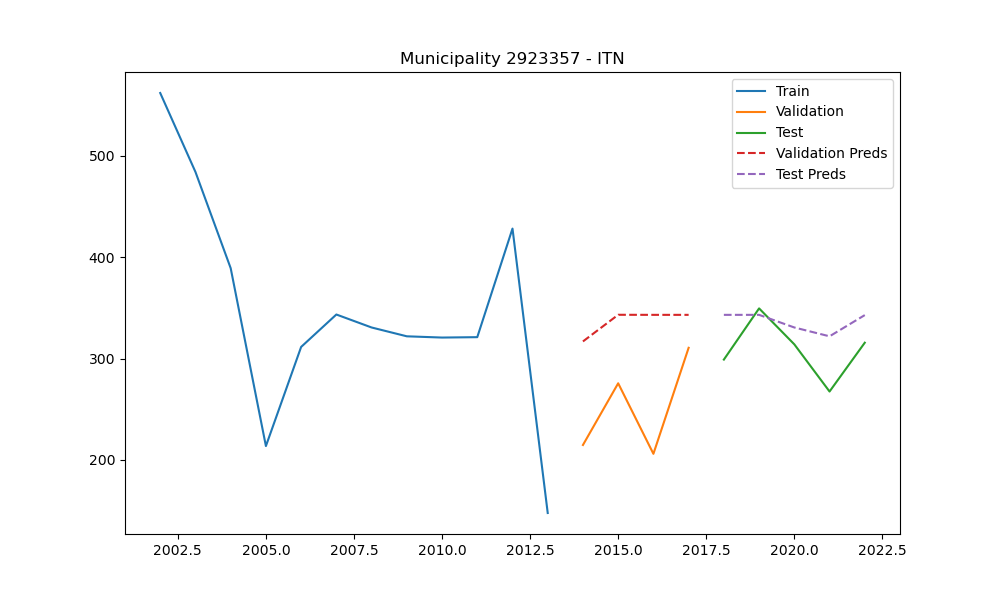 Municipality 2923357 - ITN
Train
Validation
Test
Validation Preds
Test Preds
500
400
300
200
2002.5 2005.0 2007.5 2010.0 2012.5 2015.0 2017.5 2020.0 2022.5